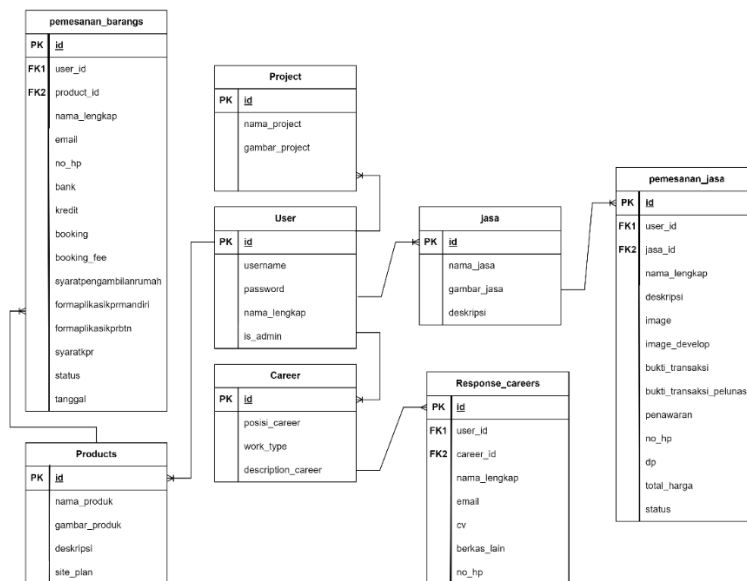 pemesanan_barangs
PK id
FK1 user_id
FK2 product_id
nama_lengkap
email
no_hp
bank
kredit
booking
booking_fee
syaratpengambilanrumah
formaplikasikprmandiri
formaplikasikprbtn
syaratkpr
status
tanggal
Project
PK id
nama_project
gambar_project
User
PK id
username
password
nama_lengkap
is_admin
Career
PK id
posisi_career
work_type
description_career
Products
PK id
nama_produk
gambar_produk
deskripsi
site_plan
jasa
PK id
nama_jasa
gambar_jasa
deskripsi
Response_careers
PK id
FK1 user_id
FK2 career_id
nama_lengkap
email
cv
berkas_lain
no_hp
pemesanan_jasa
PK id
FK1 user_id
FK2 jasa_id
nama_lengkap
deskripsi
image
image_develop
bukti_transaksi
bukti_transaksi_pelunas
penawaran
no_hp
dp
total_harga
status